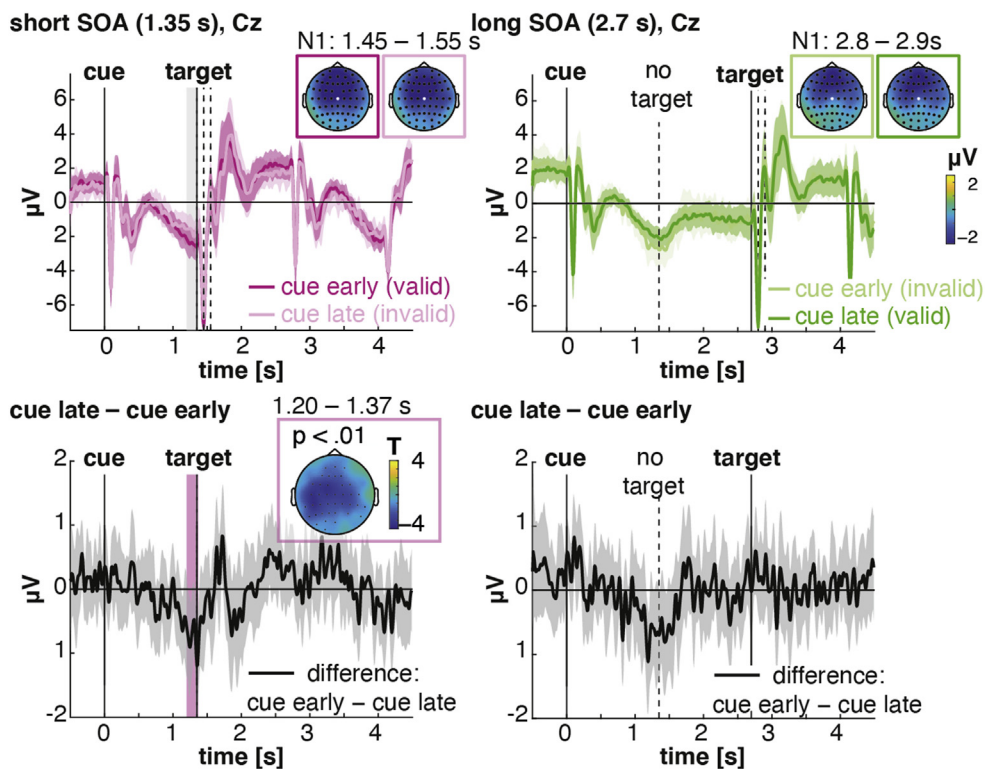 short SOA (1.35 s), Cz
N1: 1.45 – 1.55 s
cue target
6
4
2
0
2
-4
-6
µV
cue early (valid)
cue late (invalid)
0 1 2 3 4
time [s]
long SOA (2.7 s), Cz
N1: 2.8 – 2.9s
cue
no
target
target
6
4
2
0
2
-4
-6
µV
µV
2
−2
cue early (invalid)
cue late (valid)
0 1 2 3 4
time [s]
cue late – cue early
1.20 – 1.37 s
cue target
p < .01
T
4
−4
2
1
0
1
-2
µV
difference:
cue early – cue late
0 1 2 3 4
time [s]
cue late – cue early
cue
no
target
target
2
1
0
1
-2
µV
difference:
cue early – cue late
0 1 2 3 4
time [s]